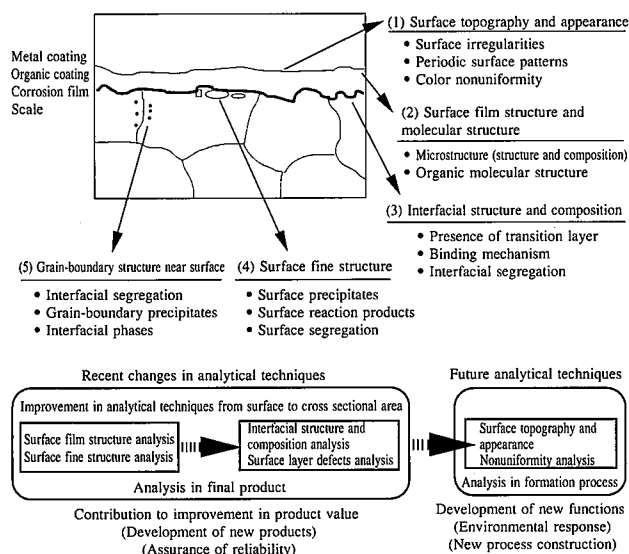 Metal coating
Organic coating
Corrosion film
Scale
(1) Surface topography and appearance
• Surface irregularities
• Periodic surface patterns
• Color nonuniformity
(2) Surface film structure and
molecular structure
• Microstructure (structure and composition)
• Organic molecular structure
(3) Interfacial structure and composition
• Presence of transition layer
• Binding mechanism
• Interfacial segregation
(5) Grain-boundary structure near surface
• Interfacial segregation
• Grain-boundary precipitates
• Interfacial phases
(4) Surface fine structure
• Surface precipitates
• Surface reaction products
• Surface segregation
Recent changes in analytical techniques
Improvement in analytical techniques from surface to cross sectional area
Surface film structure analysis
Surface fine structure analysis
Interfacial structure and
composition analysis
Surface layer defects analysis
Analysis in final product
Contribution to improvement in product value
(Development of new products)
(Assurance of reliability)
Future analytical techniques
Surface topography and
appearance
Nonuniformity analysis
Analysis in formation process
Development of new functions
(Environmental response)
(New process construction)